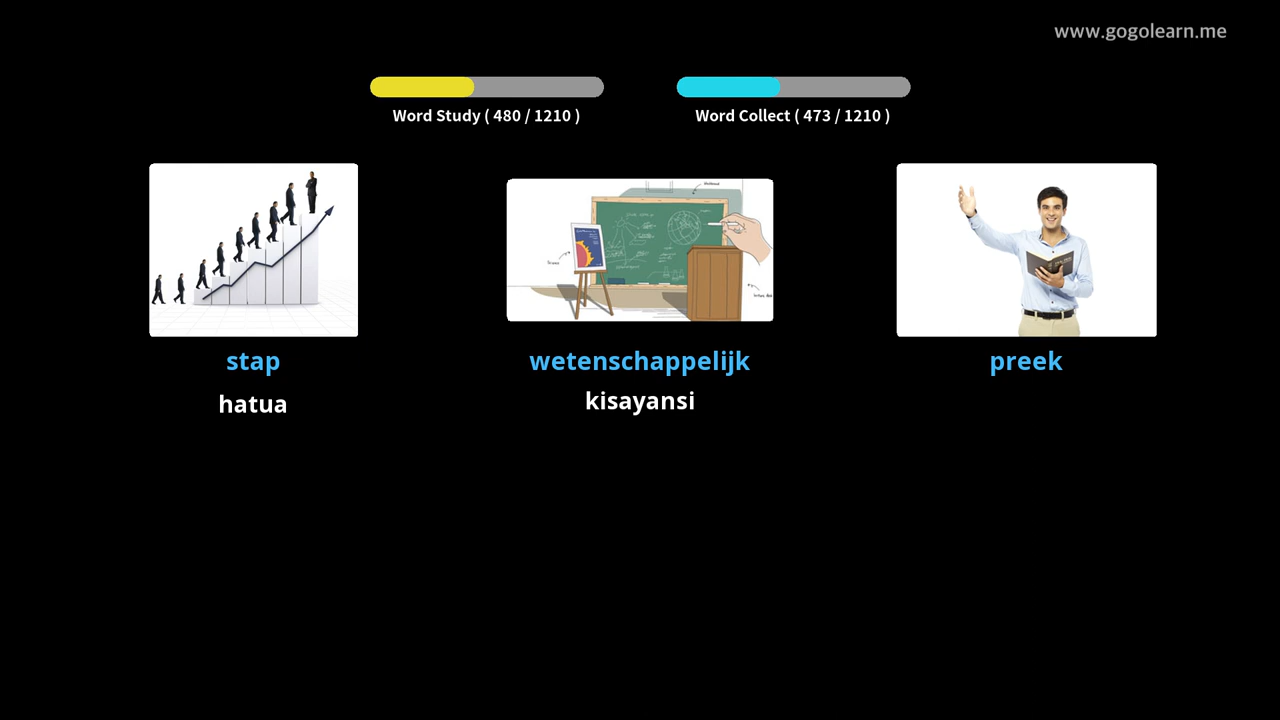 www.gogolearn.me
Word Study ( 480 / 1210 )
Word Collect ( 473 / 1210 )
stap
wetenschappelijk
preek
hatua
kisayansi